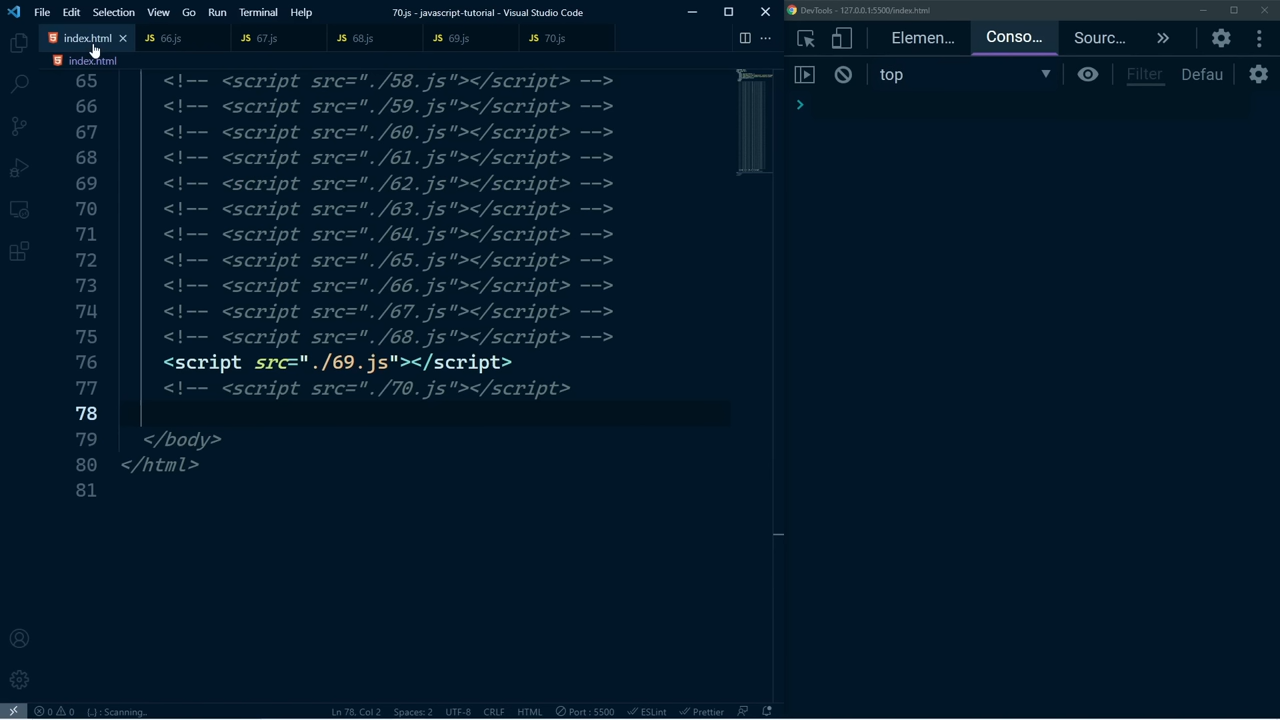 File Edit Selection View Go Run Terminal Help 70.js - javascript-tutorial - Visual Studio Code
DevTools - 127.0.0.1:5500/index.html
index.html JS 66.js JS 67.js JS 68.js JS 69.js JS 70.js
Elemen... Conso... Sourc...
index.html
top Filter Defau
65 <!-- <script src="./58.js"></script> -->
66 <!-- <script src="./59.js"></script> -->
67 <!-- <script src="./60.js"></script> -->
68 <!-- <script src="./61.js"></script> -->
69 <!-- <script src="./62.js"></script> -->
70 <!-- <script src="./63.js"></script> -->
71 <!-- <script src="./64.js"></script> -->
72 <!-- <script src="./65.js"></script> -->
73 <!-- <script src="./66.js"></script> -->
74 <!-- <script src="./67.js"></script> -->
75 <!-- <script src="./68.js"></script> -->
76 <script src="./69.js"></script>
77 <!-- <script src="./70.js"></script>
78
79 </body>
80 </html>
81
0 0 {..} : Scanning.. Ln 78, Col 2 Spaces: 2 UTF-8 CRLF HTML Port : 5500 ESLint Prettier